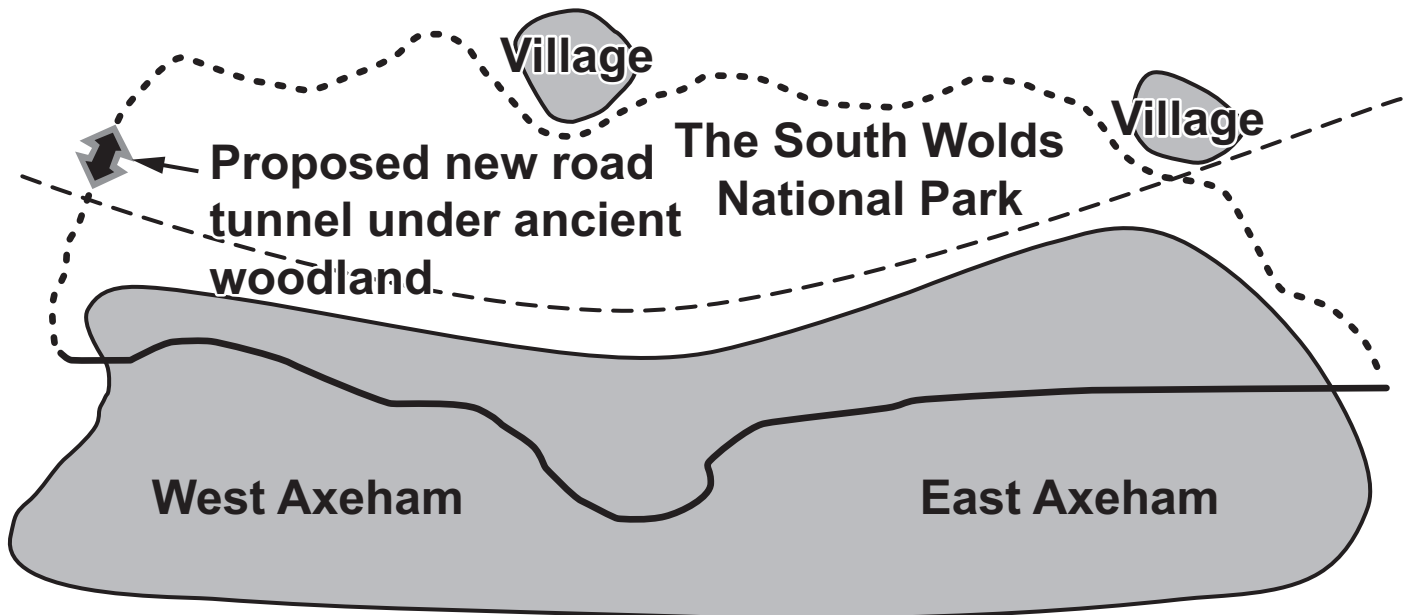 Village
Village
The South Wolds
National Park
Proposed new road
tunnel under ancient
woodland
West Axeham
East Axeham